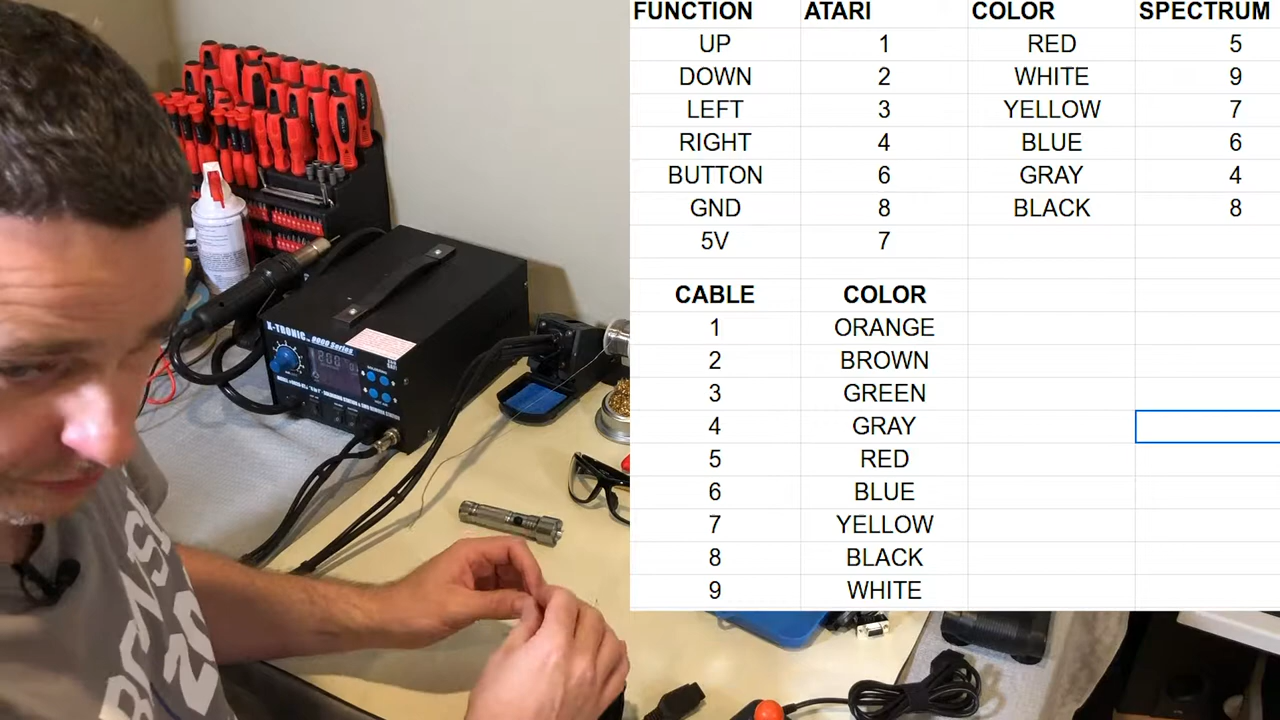 FUNCTION ATARI COLOR SPECTRUM
UP 1 RED 5
DOWN 2 WHITE 9
LEFT 3 YELLOW 7
RIGHT 4 BLUE 6
BUTTON 6 GRAY 4
GND 8 BLACK 8
5V 7
CABLE COLOR
1 ORANGE
2 BROWN
3 GREEN
4 GRAY
5 RED
6 BLUE
7 YELLOW
8 BLACK
9 WHITE
X-TRONIC
Series
200